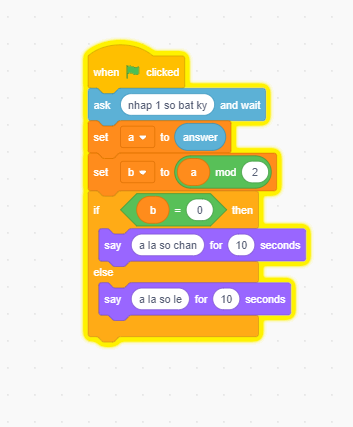 when clicked
ask nhap 1 so bat ky and wait
set a to answer
set b to a mod 2
if b = 0 then
say a la so chan for 10 seconds
else
say a la so le for 10 seconds